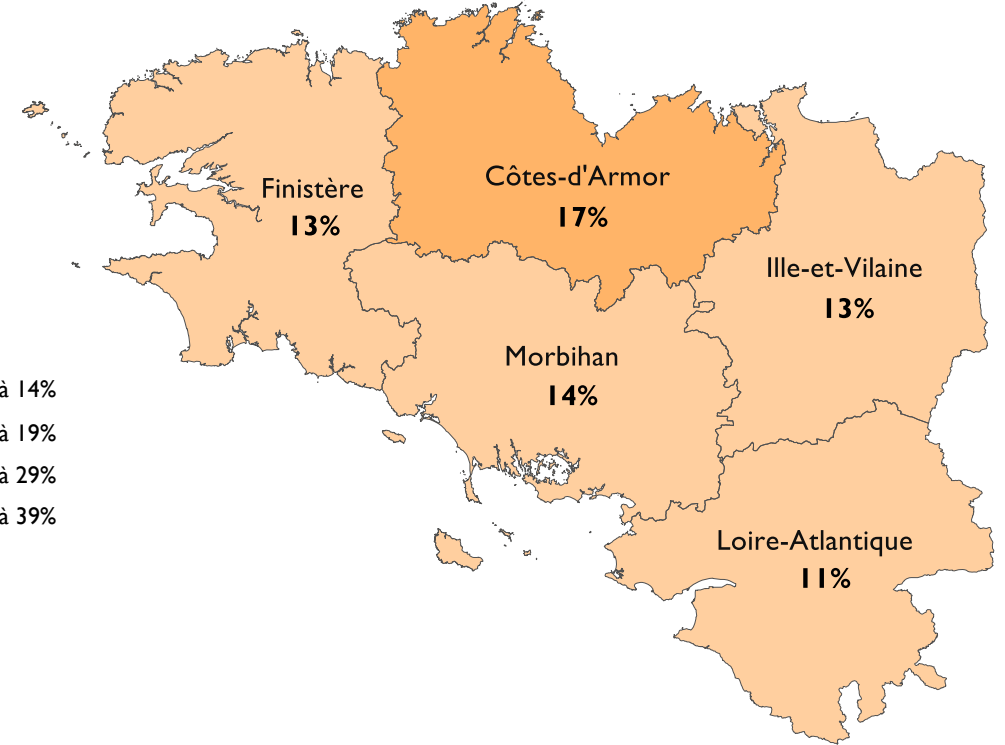 Côtes-d'Armor
17%
Finistère
13%
Ille-et-Vilaine
13%
Morbihan
14%
à 14%
à 19%
à 29%
à 39%
Loire-Atlantique
11%